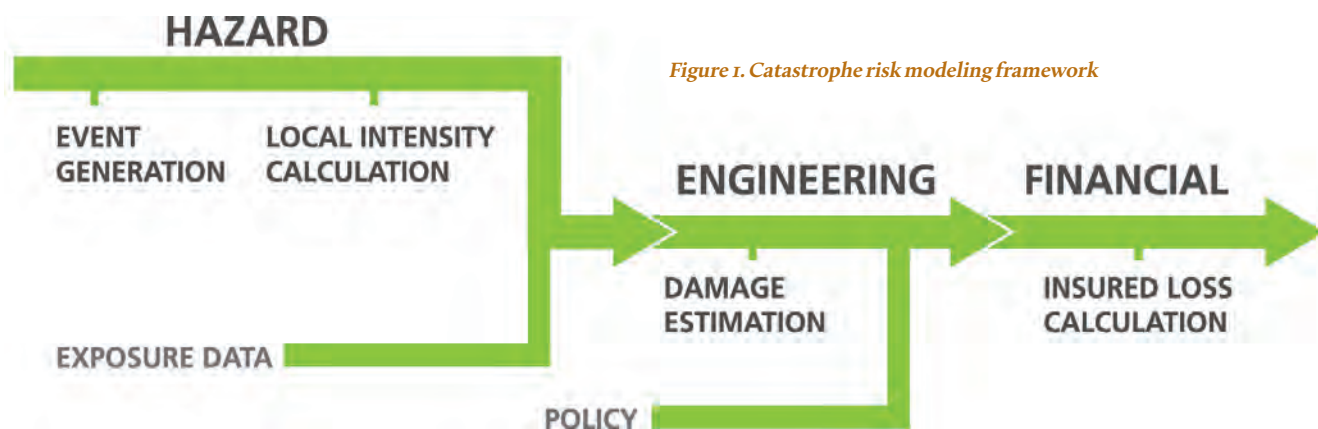 HAZARD
Figure 1. Catastrophe risk modeling framework
EVENT
GENERATION
LOCAL INTENSITY
CALCULATION
ENGINEERING
FINANCIAL
DAMAGE
ESTIMATION
INSURED LOSS
CALCULATION
EXPOSURE DATA
POLICY